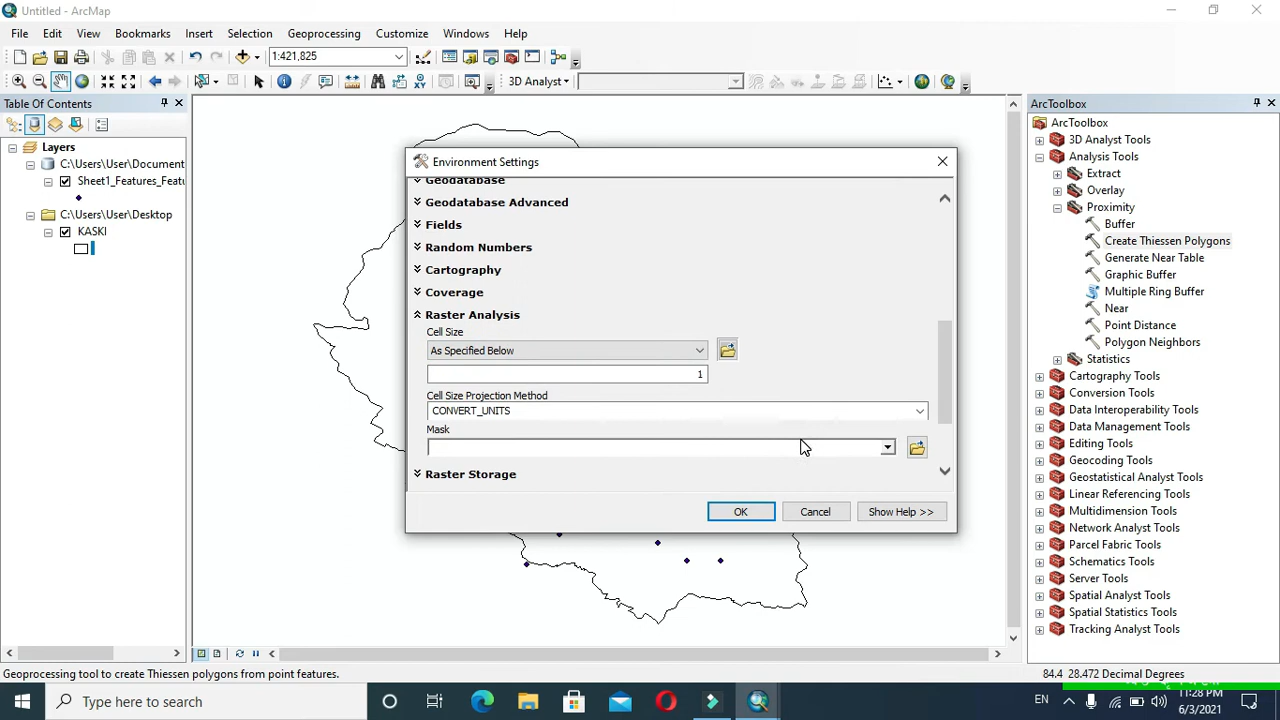 Untitled - ArcMap
File Edit View Bookmarks Insert Selection Geoprocessing Customize Windows Help
1:421,825
3D Analyst
Table Of Contents
Layers
C:\Users\User\Document
Sheet1_Features_Featu
C:\Users\User\Desktop
KASKI
Environment Settings
Geodatabase
Geodatabase Advanced
Fields
Random Numbers
Cartography
Coverage
Raster Analysis
Cell Size
As Specified Below
1
Cell Size Projection Method
CONVERT_UNITS
Mask
Raster Storage
OK Cancel Show Help >>
ArcToolbox
ArcToolbox
3D Analyst Tools
Analysis Tools
Extract
Overlay
Proximity
Buffer
Create Thiessen Polygons
Generate Near Table
Graphic Buffer
Multiple Ring Buffer
Near
Point Distance
Polygon Neighbors
Statistics
Cartography Tools
Conversion Tools
Data Interoperability Tools
Data Management Tools
Editing Tools
Geocoding Tools
Geostatistical Analyst Tools
Linear Referencing Tools
Multidimension Tools
Network Analyst Tools
Parcel Fabric Tools
Schematics Tools
Server Tools
Spatial Analyst Tools
Spatial Statistics Tools
Tracking Analyst Tools
Geoprocessing tool to create Thiessen polygons from point features.
84.4 28.472 Decimal Degrees
Type here to search
EN
11:28 PM
6/3/2021